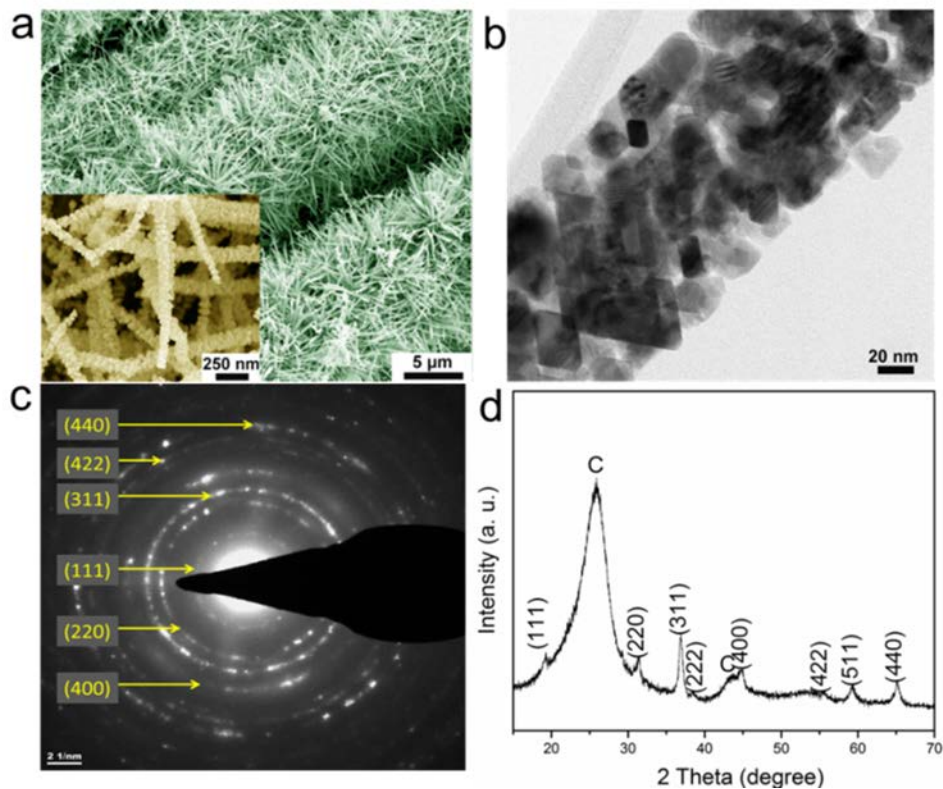 a
250 nm
5 µm
b
20 nm
c
(440)
(422)
(311)
(111)
(220)
(400)
2 1/nm
d
Intensity (a. u.)
(111)
C
(220)
(311)
(222)
C
(400)
(422)
(511)
(440)
20
30
40
50
60
70
2 Theta (degree)